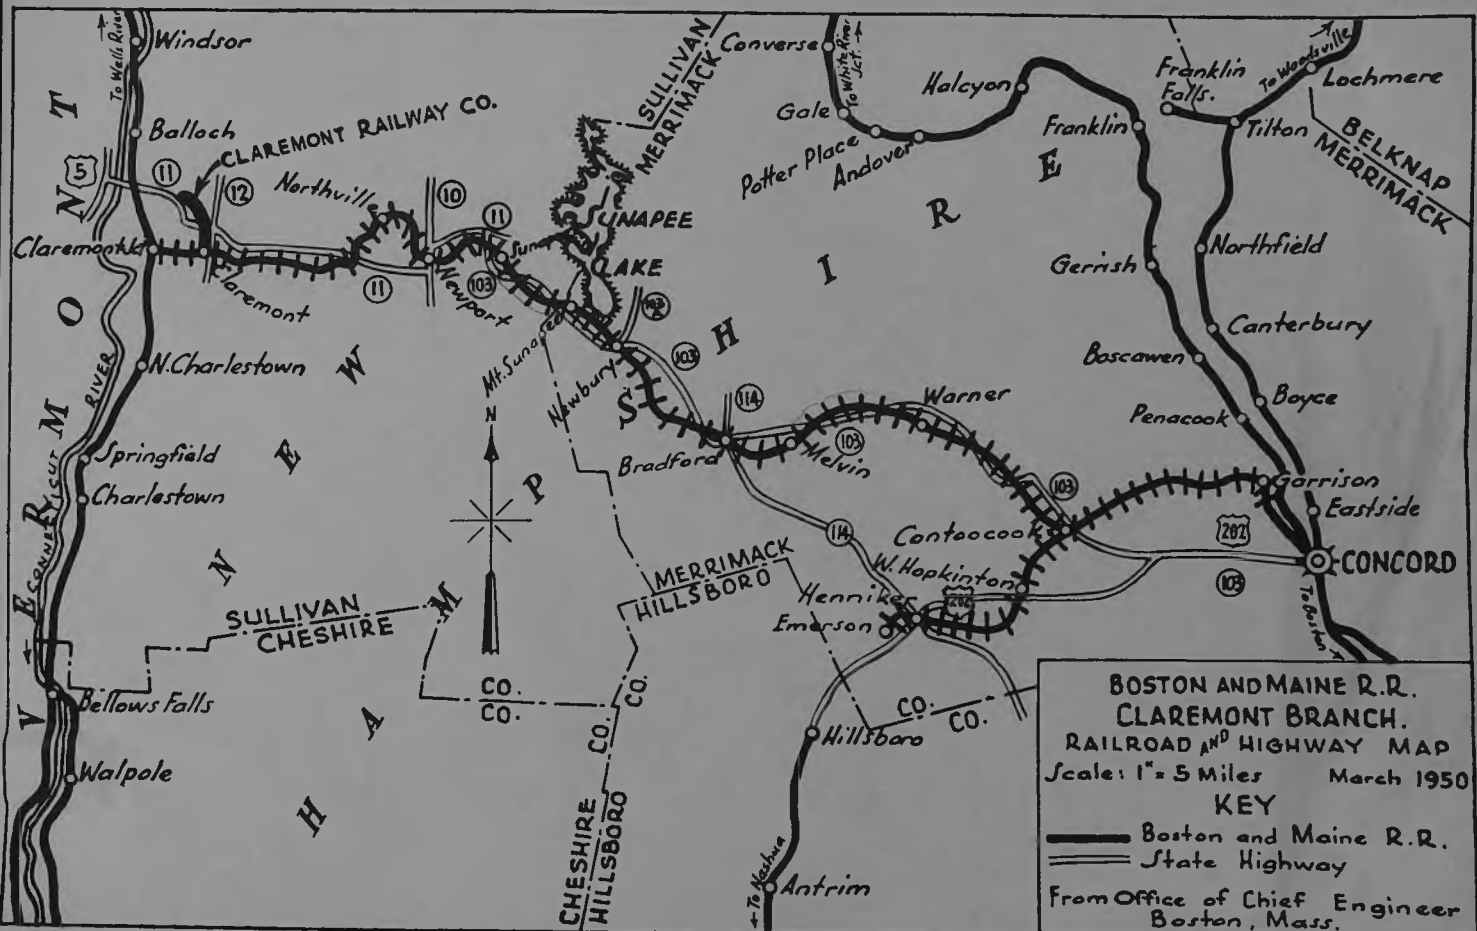 To Wells River
Windsor
Balloch
CLAREMONT RAILWAY CO.
5
11
12
Northville
10
11
Claremont Jct.
Claremont
11
Newport
103
Sunapee
SUNAPEE
LAKE
Mt. Sunapee
Newbury
103
SULLIVAN
MERRIMACK
Converse
To White River Jct.
Gale
Potter Place
Andover
Halcyon
Franklin
Franklin
Falls.
Tilton
To Woodsville
Lochmere
BELKNAP
MERRIMACK
Gerrish
Northfield
Boscawen
Canterbury
Penacook
Boyce
Garrison
Eastside
CONCORD
To Boston
202
103
N. Charlestown
CONNECTICUT RIVER
Springfield
Charlestown
VERMONT
NEW HAMPSHIRE
N
114
Bradford
Melvin
103
Warner
103
Contoocook
W. Hopkinton
202
Henniker
Emerson
114
MERRIMACK
HILLSBORO
SULLIVAN
CHESHIRE
CO.
CO.
CO.
CO.
CO.
CO.
CHESHIRE
HILLSBORO
Bellows Falls
Walpole
Hillsboro
Antrim
To Nashua
BOSTON AND MAINE R.R.
CLAREMONT BRANCH.
RAILROAD AND HIGHWAY MAP
Scale: 1" = 5 Miles March 1950
KEY
Boston and Maine R.R.
State Highway
From Office of Chief Engineer
Boston, Mass.